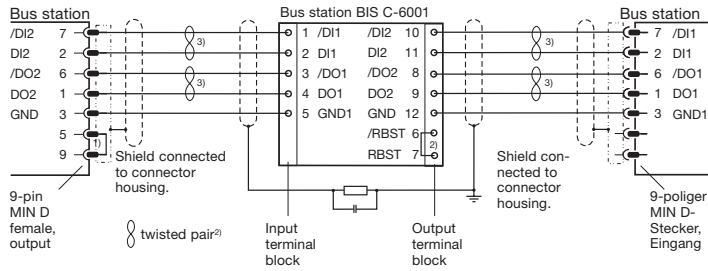 Bus station
Bus station BIS C-6001
Bus station
/DI2 7
1 /DI1
/DI2 10
7 /DI1
3)
3)
DI2 2
2 DI1
DI2 11
2 DI1
/DO2 6
3 /DO1
/DO2 8
6 /DO1
3)
3)
DO2 1
4 DO1
DO2 9
1 DO1
GND 3
5 GND1
GND 12
3 GND1
5
/RBST 6
1)
2)
9
RBST 7
Shield connected
to connector
housing.
Shield con-
nected to
connector
housing.
9-pin
MIN D
female,
output
twisted pair2)
Input
terminal
block
Output
terminal
block
9-poliger
MIN D-
Stecker,
Eingang